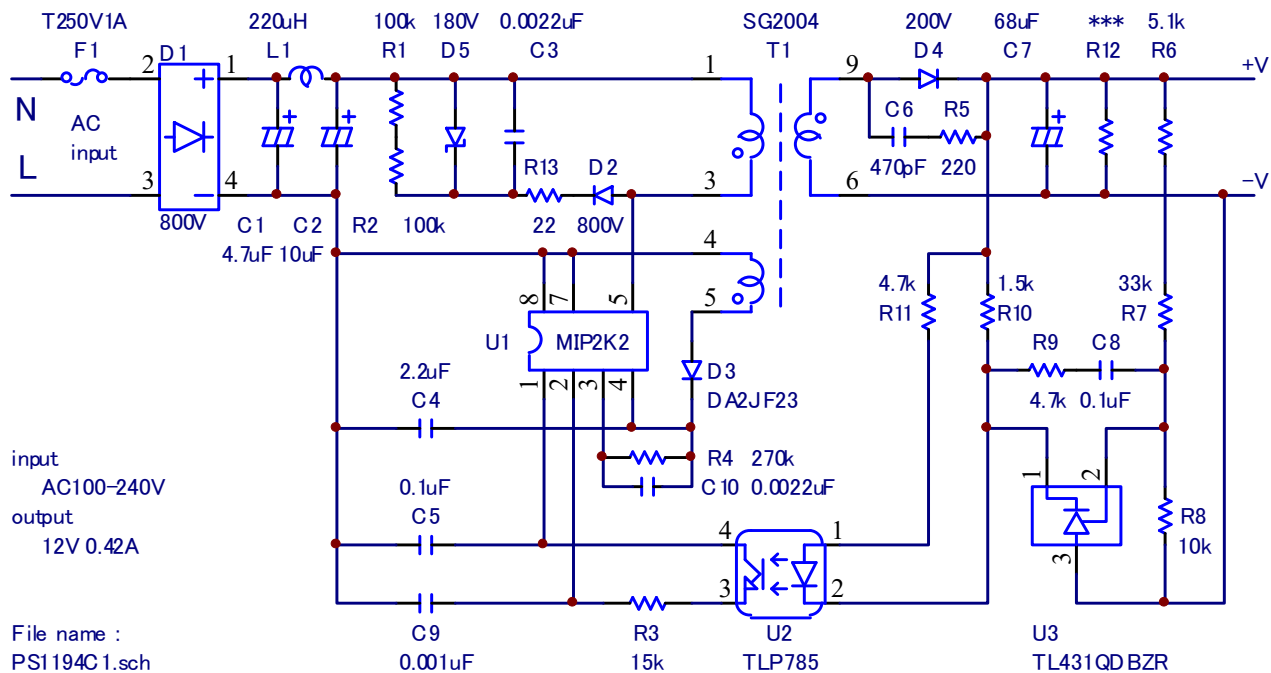 T250V1A 220uH 100k 180V 0.0022uF SG2004 200V 68uF *** 5.1k
F1 L1 R1 D5 C3 T1 D4 C7 R12 R6
D1
2 1 1 9 +V
+
N AC
input
C6 R5
L
470pF 220
R13 D2
3 4 3 6 -V
-
800V C1 C2 R2 100k 22 800V
4.7uF 10uF
4
8 7 5 5
4.7k 1.5k 33k
R11 R10 R7
U1 MIP2K2
R9 C8
2.2uF 1 2 3 4 D3
C4 DA2JF23 4.7k 0.1uF
input R4 270k 1 2
AC100-240V 0.1uF C10 0.0022uF
output C5 R8
12V 0.42A 4 1 10k
3
3 2
File name : C9 R3 U2 U3
PS1194C1.sch 0.001uF 15k TLP785 TL431QDBZR